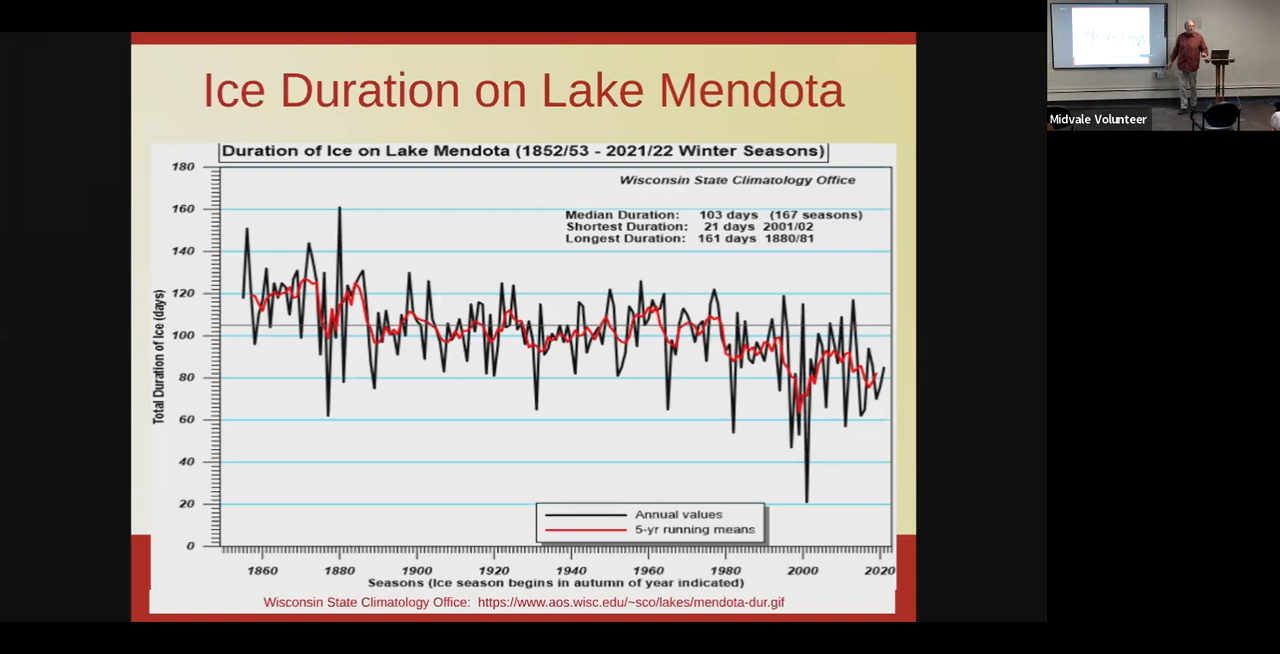 Ice Duration on Lake Mendota
Duration of Ice on Lake Mendota (1852/53 - 2021/22 Winter Seasons)
Wisconsin State Climatology Office
Median Duration: 103 days (167 seasons)
Shortest Duration: 21 days 2001/02
Longest Duration: 161 days 1880/81
Total Duration of Ice (days)
180
160
140
120
100
80
60
40
20
0
Annual values
5-yr running means
1860 1880 1900 1920 1940 1960 1980 2000 2020
Seasons (Ice season begins in autumn of year indicated)
Wisconsin State Climatology Office: https://www.aos.wisc.edu/~sco/lakes/mendota-dur.gif
Midvale Volunteer